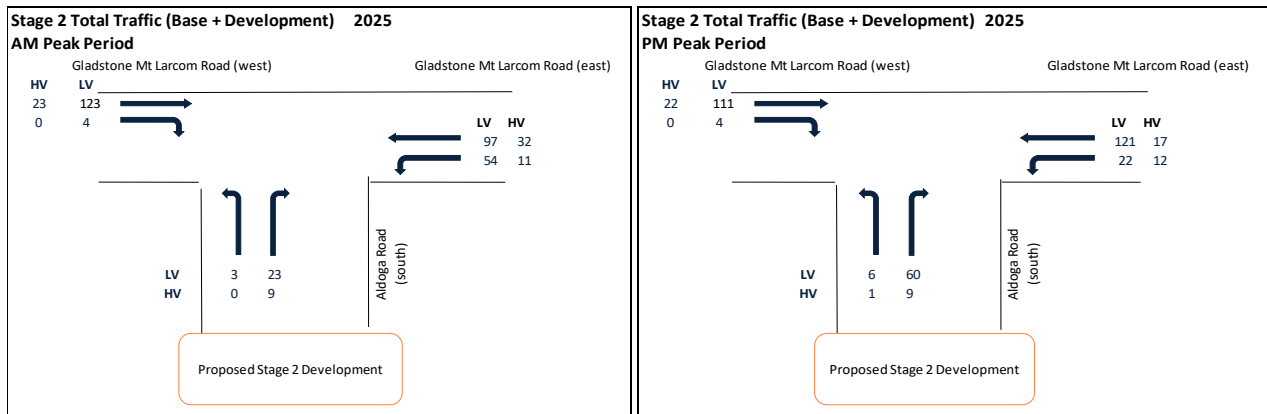 Stage 2 Total Traffic (Base + Development) 2025
AM Peak Period
Gladstone Mt Larcom Road (west)
Gladstone Mt Larcom Road (east)
HV LV
23 123
0 4
LV HV
97 32
54 11
Aldoga Road
(south)
LV 3 23
HV 0 9
Proposed Stage 2 Development
Stage 2 Total Traffic (Base + Development) 2025
PM Peak Period
Gladstone Mt Larcom Road (west)
Gladstone Mt Larcom Road (east)
HV LV
22 111
0 4
LV HV
121 17
22 12
Aldoga Road
(south)
LV 6 60
HV 1 9
Proposed Stage 2 Development